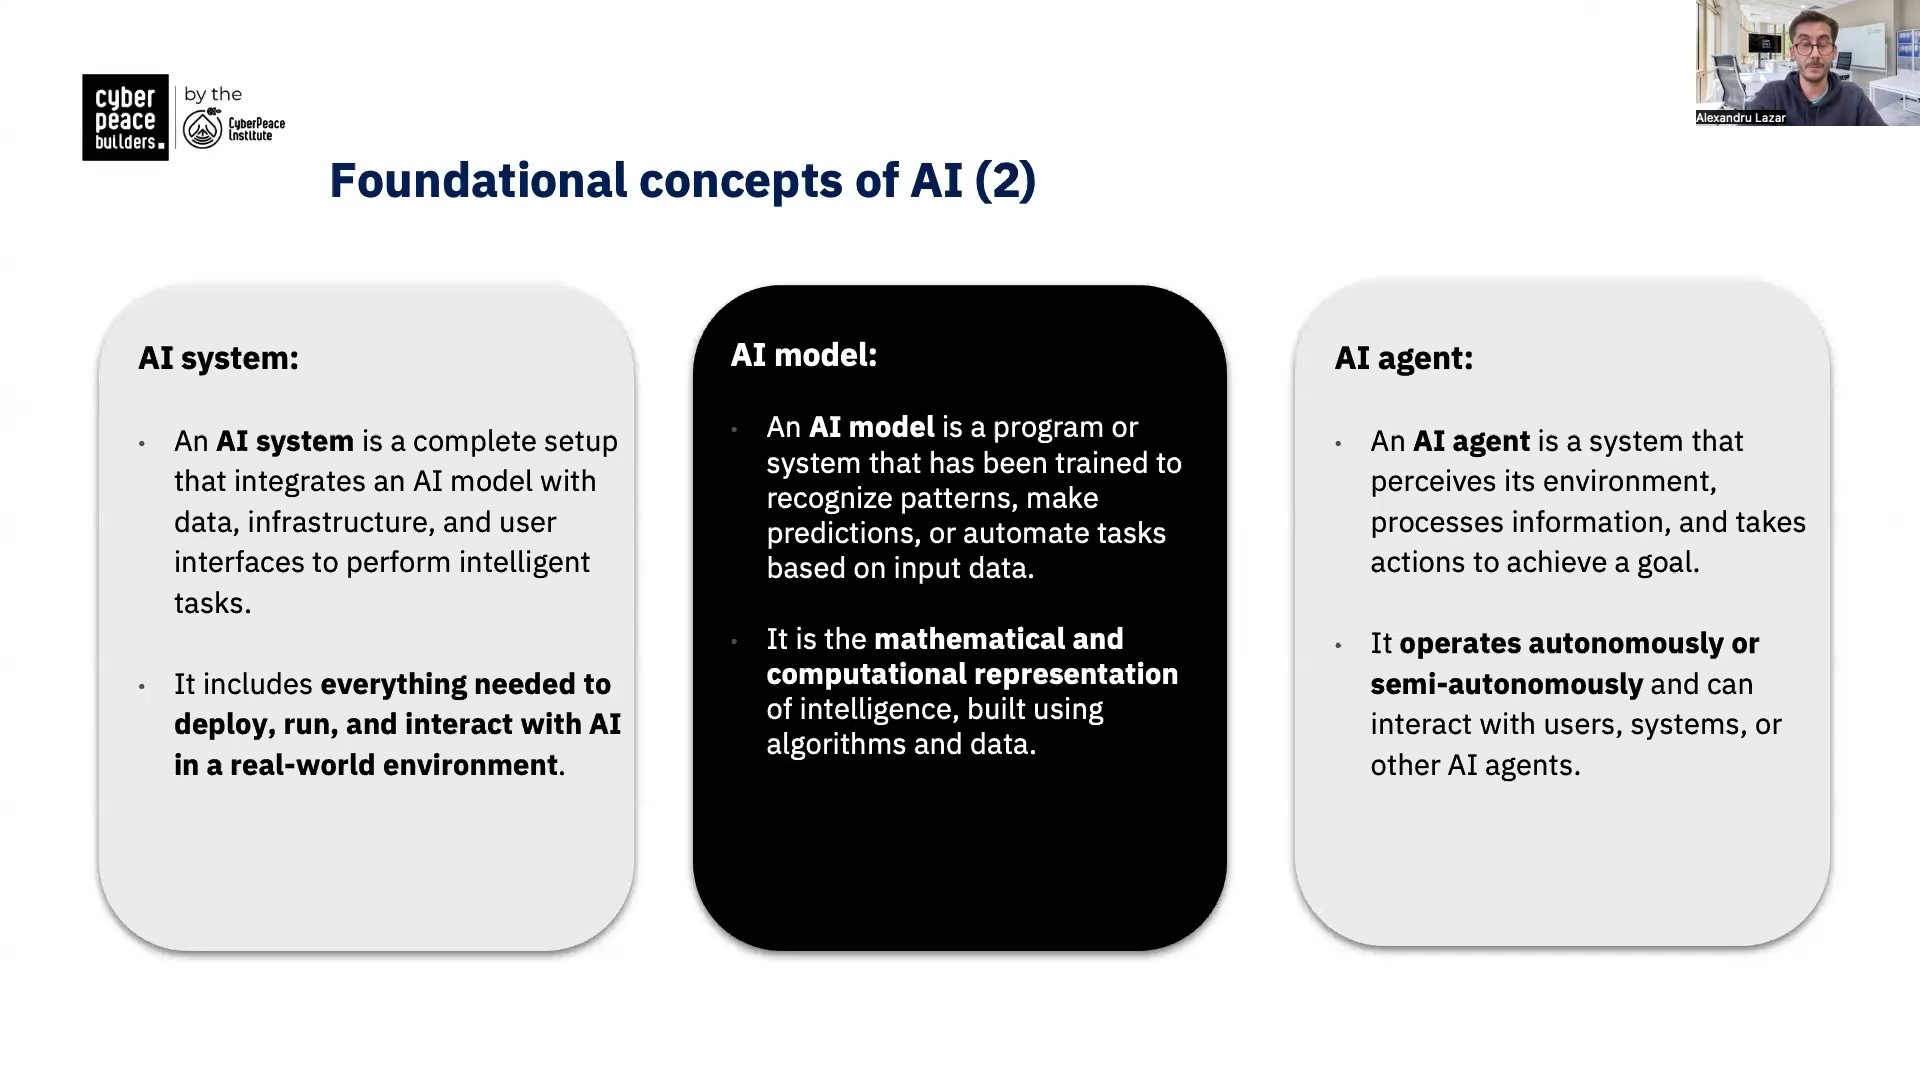 cyber
peace
builders.
by the
CyberPeace
Institute
Alexandru Lazar
Foundational concepts of AI (2)
AI system:
• An AI system is a complete setup
that integrates an AI model with
data, infrastructure, and user
interfaces to perform intelligent
tasks.
• It includes everything needed to
deploy, run, and interact with AI
in a real-world environment.
AI model:
• An AI model is a program or
system that has been trained to
recognize patterns, make
predictions, or automate tasks
based on input data.
• It is the mathematical and
computational representation
of intelligence, built using
algorithms and data.
AI agent:
• An AI agent is a system that
perceives its environment,
processes information, and takes
actions to achieve a goal.
• It operates autonomously or
semi-autonomously and can
interact with users, systems, or
other AI agents.